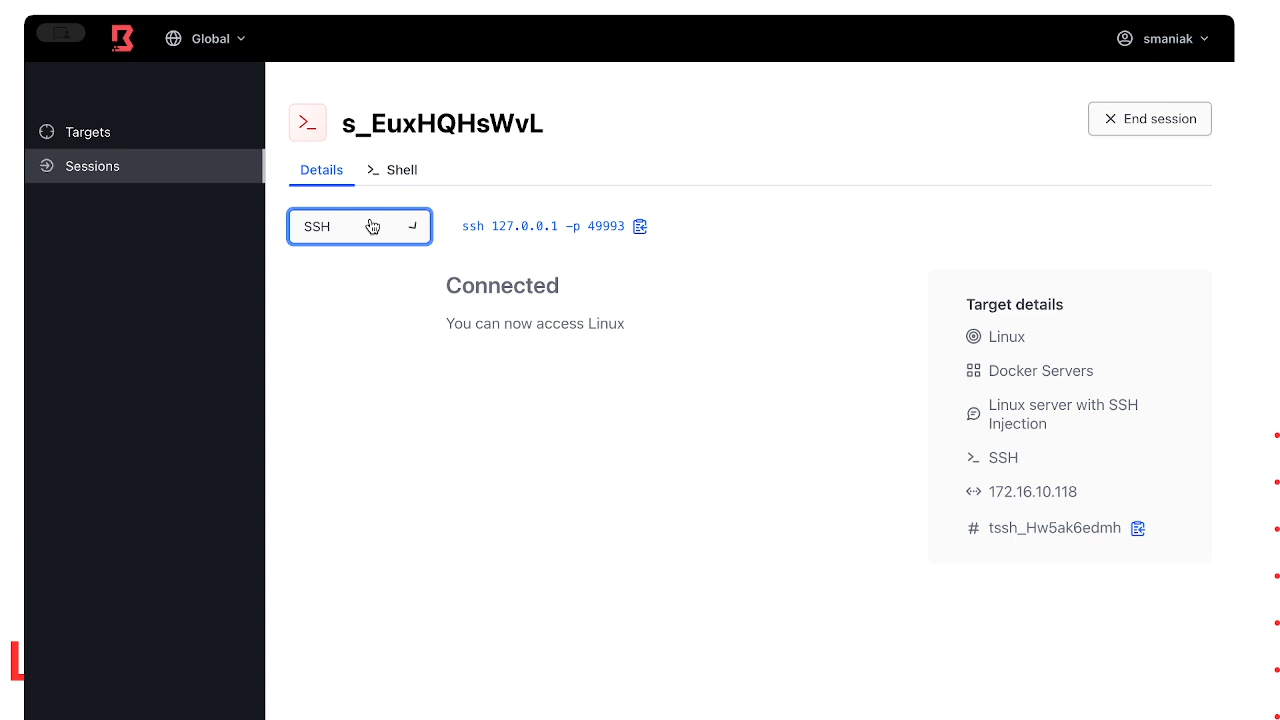 Global
smaniak
Targets
Sessions
s_EuxHQHsWvL
End session
Details
Shell
SSH
ssh 127.0.0.1 -p 49993
Connected
You can now access Linux
Target details
Linux
Docker Servers
Linux server with SSH
Injection
SSH
172.16.10.118
# tssh_Hw5ak6edmh
L